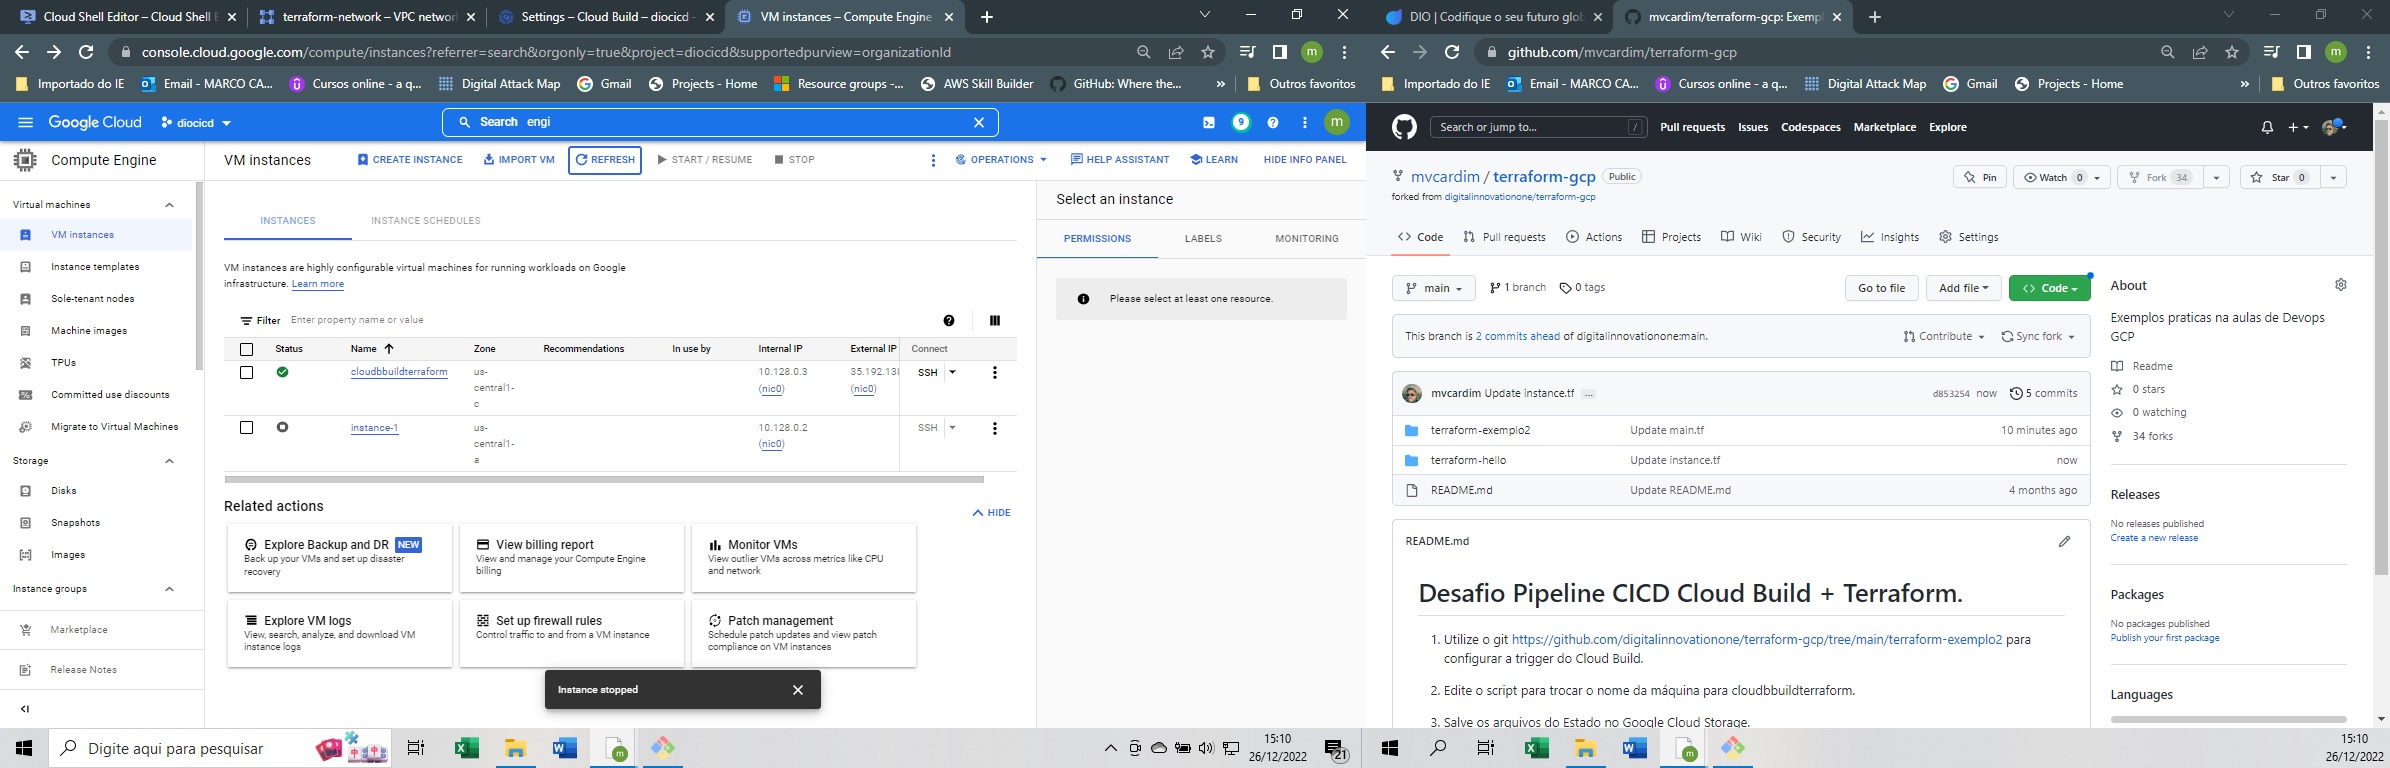 Cloud Shell Editor – Cloud Shell E
terraform-network – VPC networ
Settings – Cloud Build – diocicd –
VM instances – Compute Engine
console.cloud.google.com/compute/instances?referrer=search&orgonly=true&project=diocicd&supportedpurview=organizationId
m
Importado do IE
Email - MARCO CA...
Cursos online - a q...
Digital Attack Map
Gmail
Projects - Home
Resource groups -...
AWS Skill Builder
GitHub: Where the...
»
Outros favoritos
Google Cloud
diocicd
Search engi
9
m
Compute Engine
VM instances
CREATE INSTANCE
IMPORT VM
REFRESH
START / RESUME
STOP
OPERATIONS
HELP ASSISTANT
LEARN
HIDE INFO PANEL
Virtual machines
VM instances
Instance templates
Sole-tenant nodes
Machine images
TPUs
Committed use discounts
Migrate to Virtual Machines
Storage
Disks
Snapshots
Images
Instance groups
Marketplace
Release Notes
INSTANCES
INSTANCE SCHEDULES
VM instances are highly configurable virtual machines for running workloads on Google
infrastructure. Learn more
Filter Enter property name or value
Status Name Zone Recommendations In use by Internal IP External IP Connect
cloudbbuildterraform us-central1-c 10.128.0.3 (nic0) 35.192.138 (nic0) SSH
instance-1 us-central1-a 10.128.0.2 (nic0) SSH
Related actions
HIDE
Explore Backup and DR NEW
Back up your VMs and set up disaster
recovery
View billing report
View and manage your Compute Engine
billing
Monitor VMs
View outlier VMs across metrics like CPU
and network
Explore VM logs
View, search, analyze, and download VM
instance logs
Set up firewall rules
Control traffic to and from a VM instance
Patch management
Schedule patch updates and view patch
compliance on VM instances
Instance stopped
Select an instance
PERMISSIONS
LABELS
MONITORING
Please select at least one resource.
Digite aqui para pesquisar
15:10
26/12/2022
21
DIO | Codifique o seu futuro glob
mvcardim/terraform-gcp: Exempl
github.com/mvcardim/terraform-gcp
m
Importado do IE
Email - MARCO CA...
Cursos online - a q...
Digital Attack Map
Gmail
Projects - Home
»
Outros favoritos
Search or jump to...
/
Pull requests
Issues
Codespaces
Marketplace
Explore
mvcardim / terraform-gcp Public
forked from digitalinnovationone/terraform-gcp
Pin
Watch 0
Fork 34
Star 0
Code
Pull requests
Actions
Projects
Wiki
Security
Insights
Settings
main
1 branch
0 tags
Go to file
Add file
Code
This branch is 2 commits ahead of digitalinnovationone:main.
Contribute
Sync fork
mvcardim Update instance.tf ... d853254 now 5 commits
terraform-exemplo2 Update main.tf 10 minutes ago
terraform-hello Update instance.tf now
README.md Update README.md 4 months ago
README.md
Desafio Pipeline CICD Cloud Build + Terraform.
1. Utilize o git https://github.com/digitalinnovationone/terraform-gcp/tree/main/terraform-exemplo2 para
configurar a trigger do Cloud Build.
2. Edite o script para trocar o nome da máquina para cloudbbuildterraform.
3. Salve os arquivos do Estado no Google Cloud Storage.
About
Exemplos praticas na aulas de Devops
GCP
Readme
0 stars
0 watching
34 forks
Releases
No releases published
Create a new release
Packages
No packages published
Publish your first package
Languages
15:10
26/12/2022